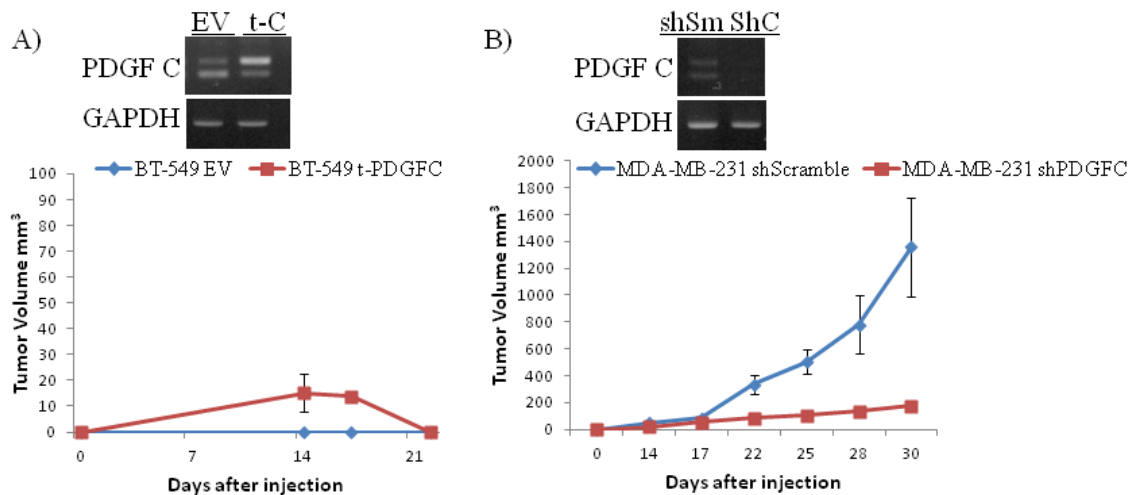 A)
EV t-C
PDGF C
GAPDH
BT-549 EV
BT-549 t-PDGFC
Tumor Volume mm³
100
90
80
70
60
50
40
30
20
10
0
0 7 14 21
Days after injection
B)
shSm ShC
PDGF C
GAPDH
MDA-MB-231 shScramble
MDA-MB-231 shPDGFC
Tumor Volume mm³
2000
1800
1600
1400
1200
1000
800
600
400
200
0
0 14 17 22 25 28 30
Days after injection